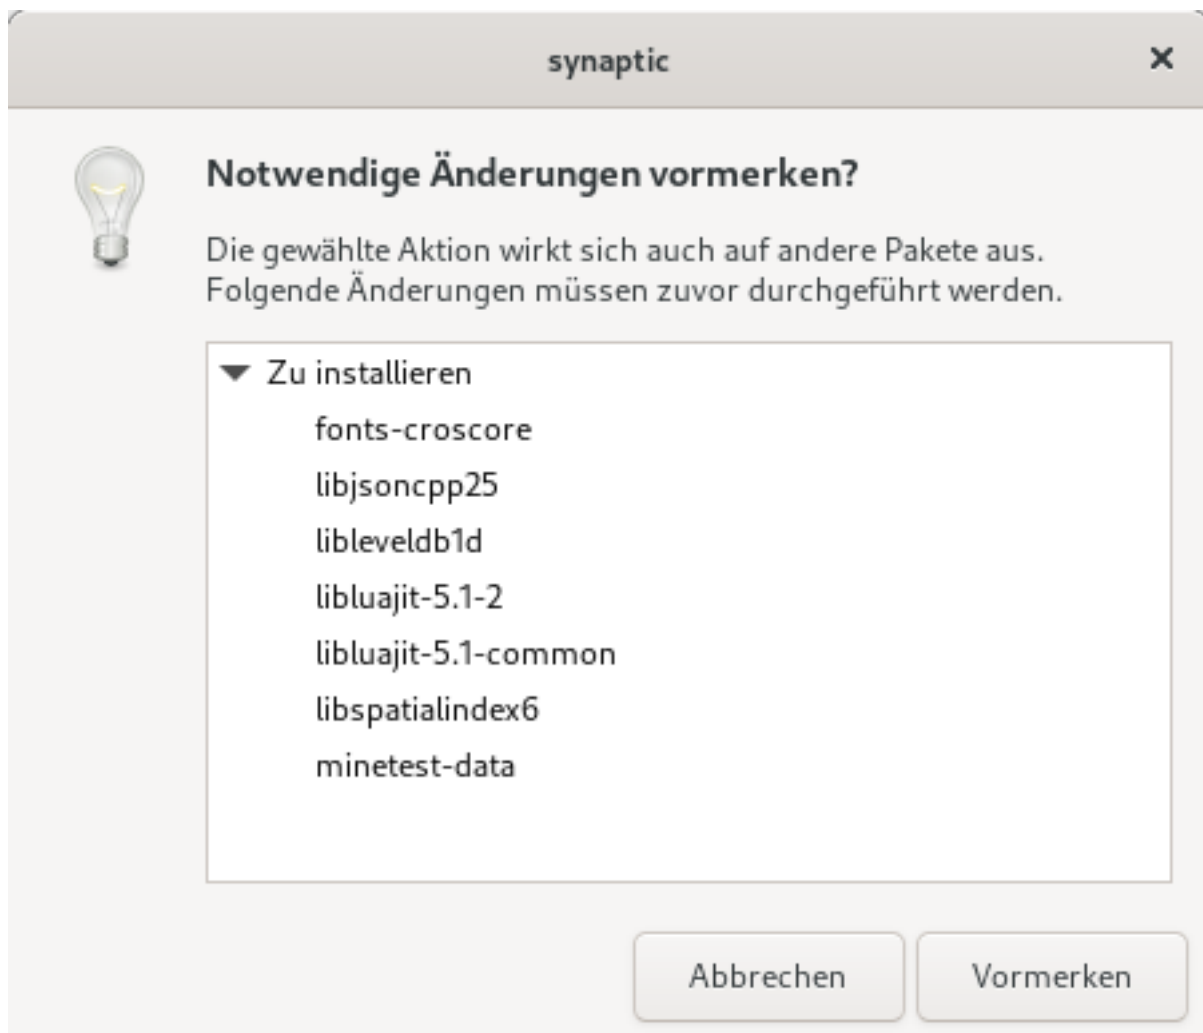 synaptic
Notwendige Änderungen vormerken?
Die gewählte Aktion wirkt sich auch auf andere Pakete aus.
Folgende Änderungen müssen zuvor durchgeführt werden.
Zu installieren
fonts-croscore
libjsoncpp25
libleveldb1d
libluajit-5.1-2
libluajit-5.1-common
libspatialindex6
minetest-data
Abbrechen
Vormerken